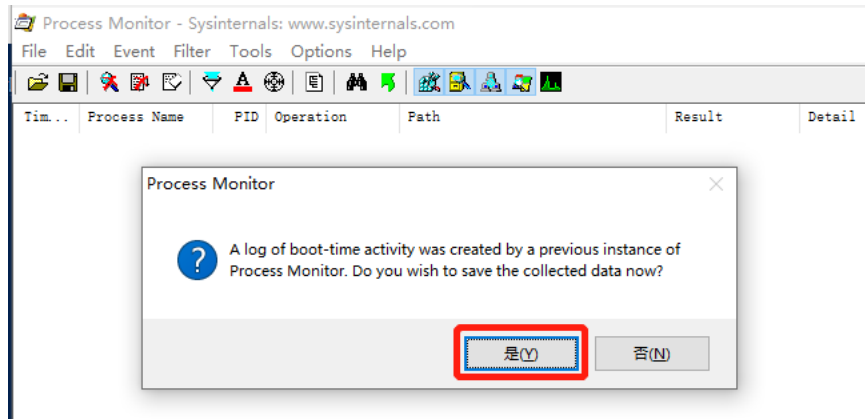 Process Monitor - Sysinternals: www.sysinternals.com
File Edit Event Filter Tools Options Help
Tim... Process Name PID Operation Path Result Detail
Process Monitor
A log of boot-time activity was created by a previous instance of
Process Monitor. Do you wish to save the collected data now?
是(Y) 否(N)